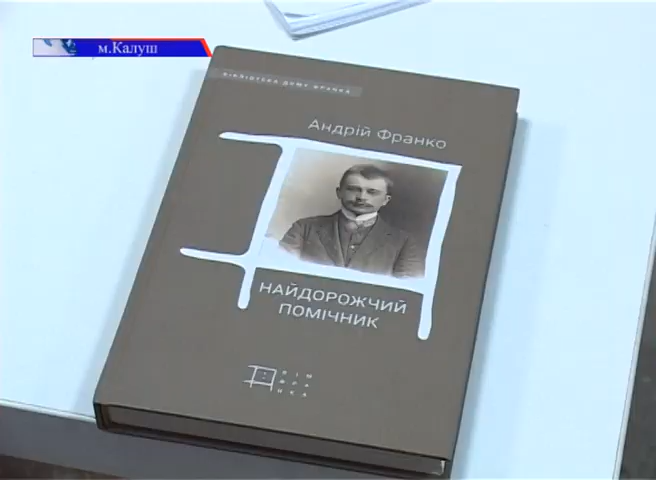 м.Калуш
БІБЛІОТЕКА ДОМУ ФРАНКА
Андрій Франко
НАЙДОРОЖЧИЙ
ПОМІЧНИК
ДІМ
ФРА
НКА